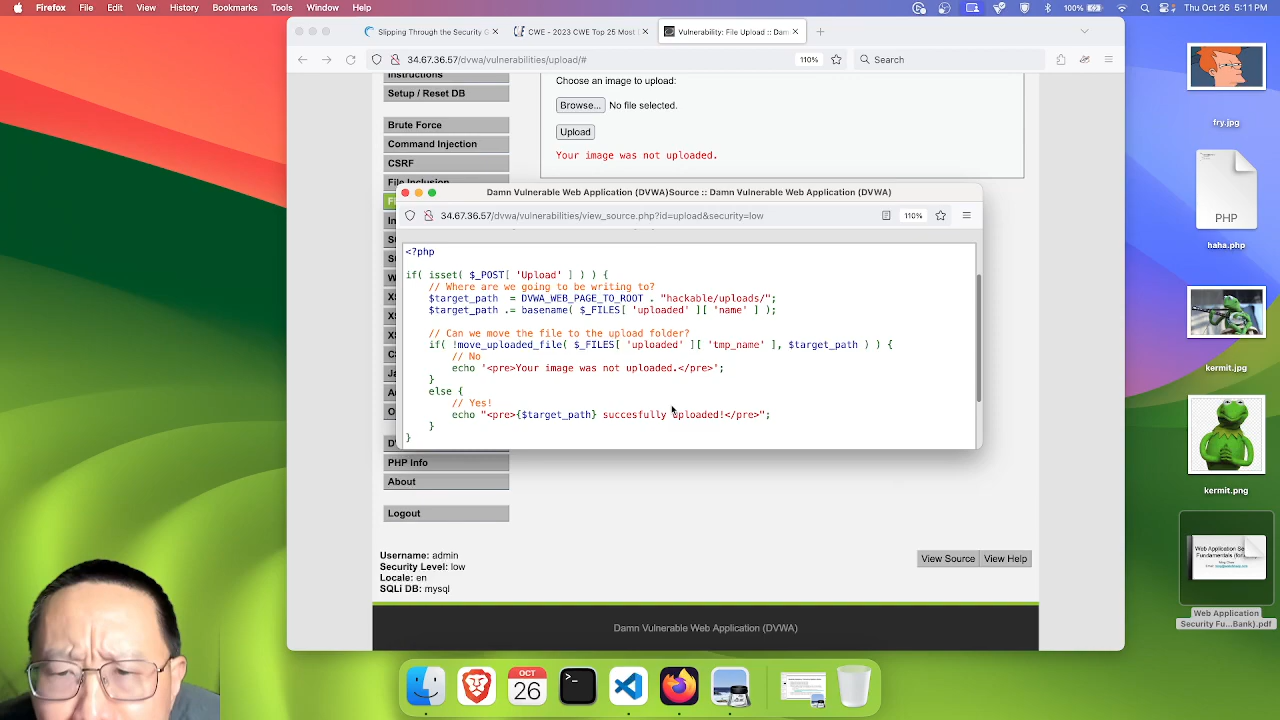 Firefox File Edit View History Bookmarks Tools Window Help
100%
Thu Oct 26 5:11 PM
Slipping Through the Security G
CWE - 2023 CWE Top 25 Most
Vulnerability: File Upload :: Dam
34.67.36.57/dvwa/vulnerabilities/upload/#
110%
Search
Instructions
Setup / Reset DB
Brute Force
Command Injection
CSRF
File Inclusion
Choose an image to upload:
Browse... No file selected.
Upload
Your image was not uploaded.
Damn Vulnerable Web Application (DVWA)Source :: Damn Vulnerable Web Application (DVWA)
34.67.36.57/dvwa/vulnerabilities/view_source.php?id=upload&security=low
110%
<?php
if( isset( $_POST[ 'Upload' ] ) ) {
// Where are we going to be writing to?
$target_path  = DVWA_WEB_PAGE_TO_ROOT . "hackable/uploads/";
$target_path .= basename( $_FILES[ 'uploaded' ][ 'name' ] );
// Can we move the file to the upload folder?
if( !move_uploaded_file( $_FILES[ 'uploaded' ][ 'tmp_name' ], $target_path ) ) {
// No
echo '<pre>Your image was not uploaded.</pre>';
}
else {
// Yes!
echo "<pre>{$target_path} succesfully uploaded!</pre>";
}
}
PHP Info
About
Logout
Username: admin
Security Level: low
Locale: en
SQLi DB: mysql
View Source View Help
Damn Vulnerable Web Application (DVWA)
fry.jpg
PHP
haha.php
kermit.jpg
kermit.png
Web Application
Security Fu...Bank).pdf
OCT
26